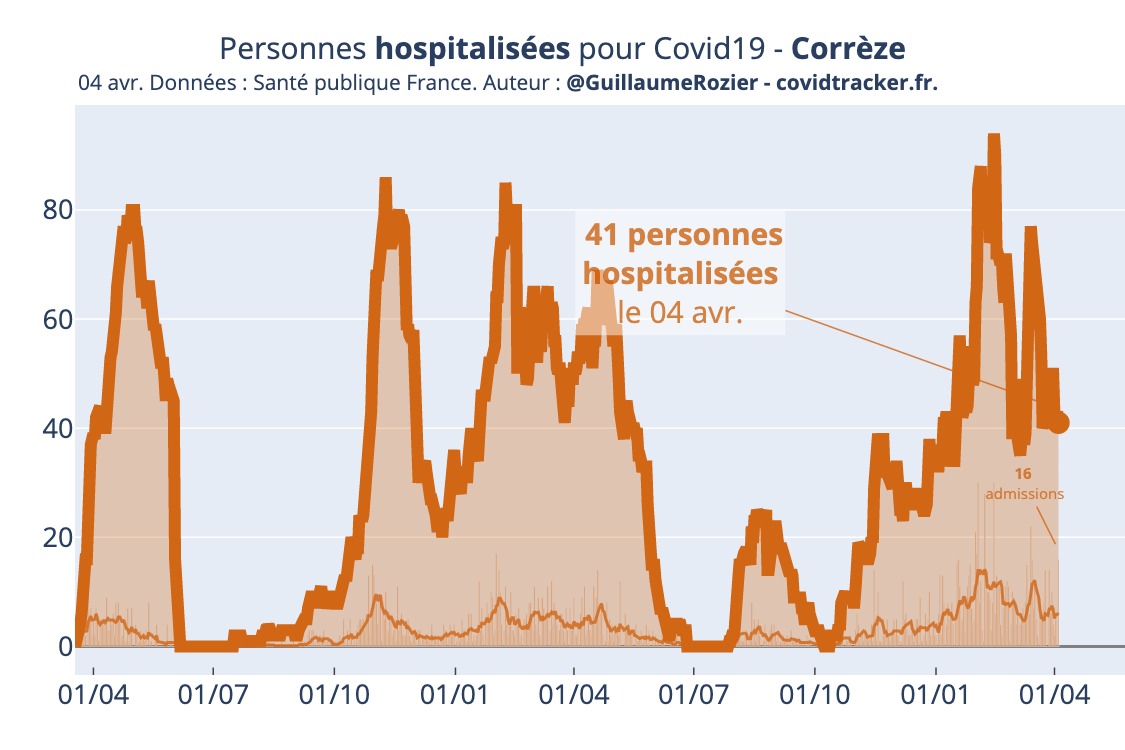 Personnes hospitalisées pour Covid19 - Corrèze
04 avr. Données : Santé publique France. Auteur : @GuillaumeRozier - covidtracker.fr.
80
60
40
20
0
41 personnes
hospitalisées
le 04 avr.
16
admissions
01/04 01/07 01/10 01/01 01/04 01/07 01/10 01/01 01/04